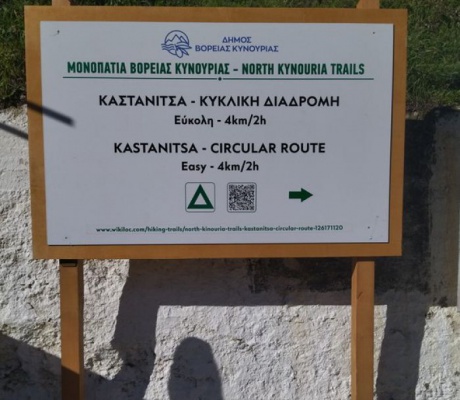 ΔΗΜΟΣ
ΒΟΡΕΙΑΣ ΚΥΝΟΥΡΙΑΣ
ΜΟΝΟΠΑΤΙΑ ΒΟΡΕΙΑΣ ΚΥΝΟΥΡΙΑΣ - NORTH KYNOURIA TRAILS
ΚΑΣΤΑΝΙΤΣΑ - ΚΥΚΛΙΚΗ ΔΙΑΔΡΟΜΗ
Εύκολη - 4km/2h
KASTANITSA - CIRCULAR ROUTE
Easy - 4km/2h
www.wikiloc.com/hiking-trails/north-kinouria-trails-kastanitsa-circular-route-126171120